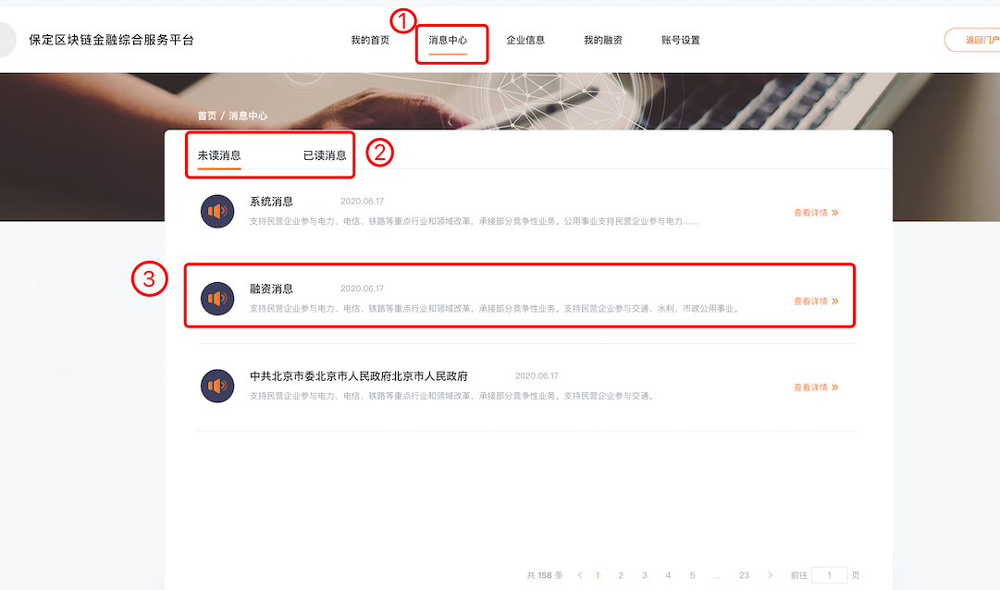 ①
保定区块链金融综合服务平台 我的首页 消息中心 企业信息 我的融资 账号设置 返回门户
首页 / 消息中心
未读消息 已读消息 ②
系统消息 2020.06.17
支持民营企业参与电力、电信、铁路等重点行业和领域改革，承接部分竞争性业务。公用事业支持民营企业参与电力…… 查看详情 »
③
融资消息 2020.06.17
支持民营企业参与电力、电信、铁路等重点行业和领域改革，承接部分竞争性业务。支持民营企业参与交通、水利、市政公用事业。 查看详情 »
中共北京市委北京市人民政府北京市人民政府 2020.06.17
支持民营企业参与电力、电信、铁路等重点行业和领域改革，承接部分竞争性业务。支持民营企业参与交通。 查看详情 »
共 158 条 < 1 2 3 4 5 ... 23 > 前往 1 页